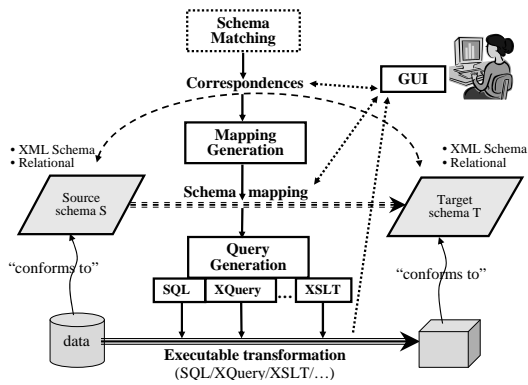 Schema
Matching
Correspondences
GUI
• XML Schema
• Relational
Mapping
Generation
• XML Schema
• Relational
Source
schema S
Schema mapping
Target
schema T
Query
Generation
“conforms to”
“conforms to”
SQL
XQuery
...
XSLT
data
Executable transformation
(SQL/XQuery/XSLT/…)